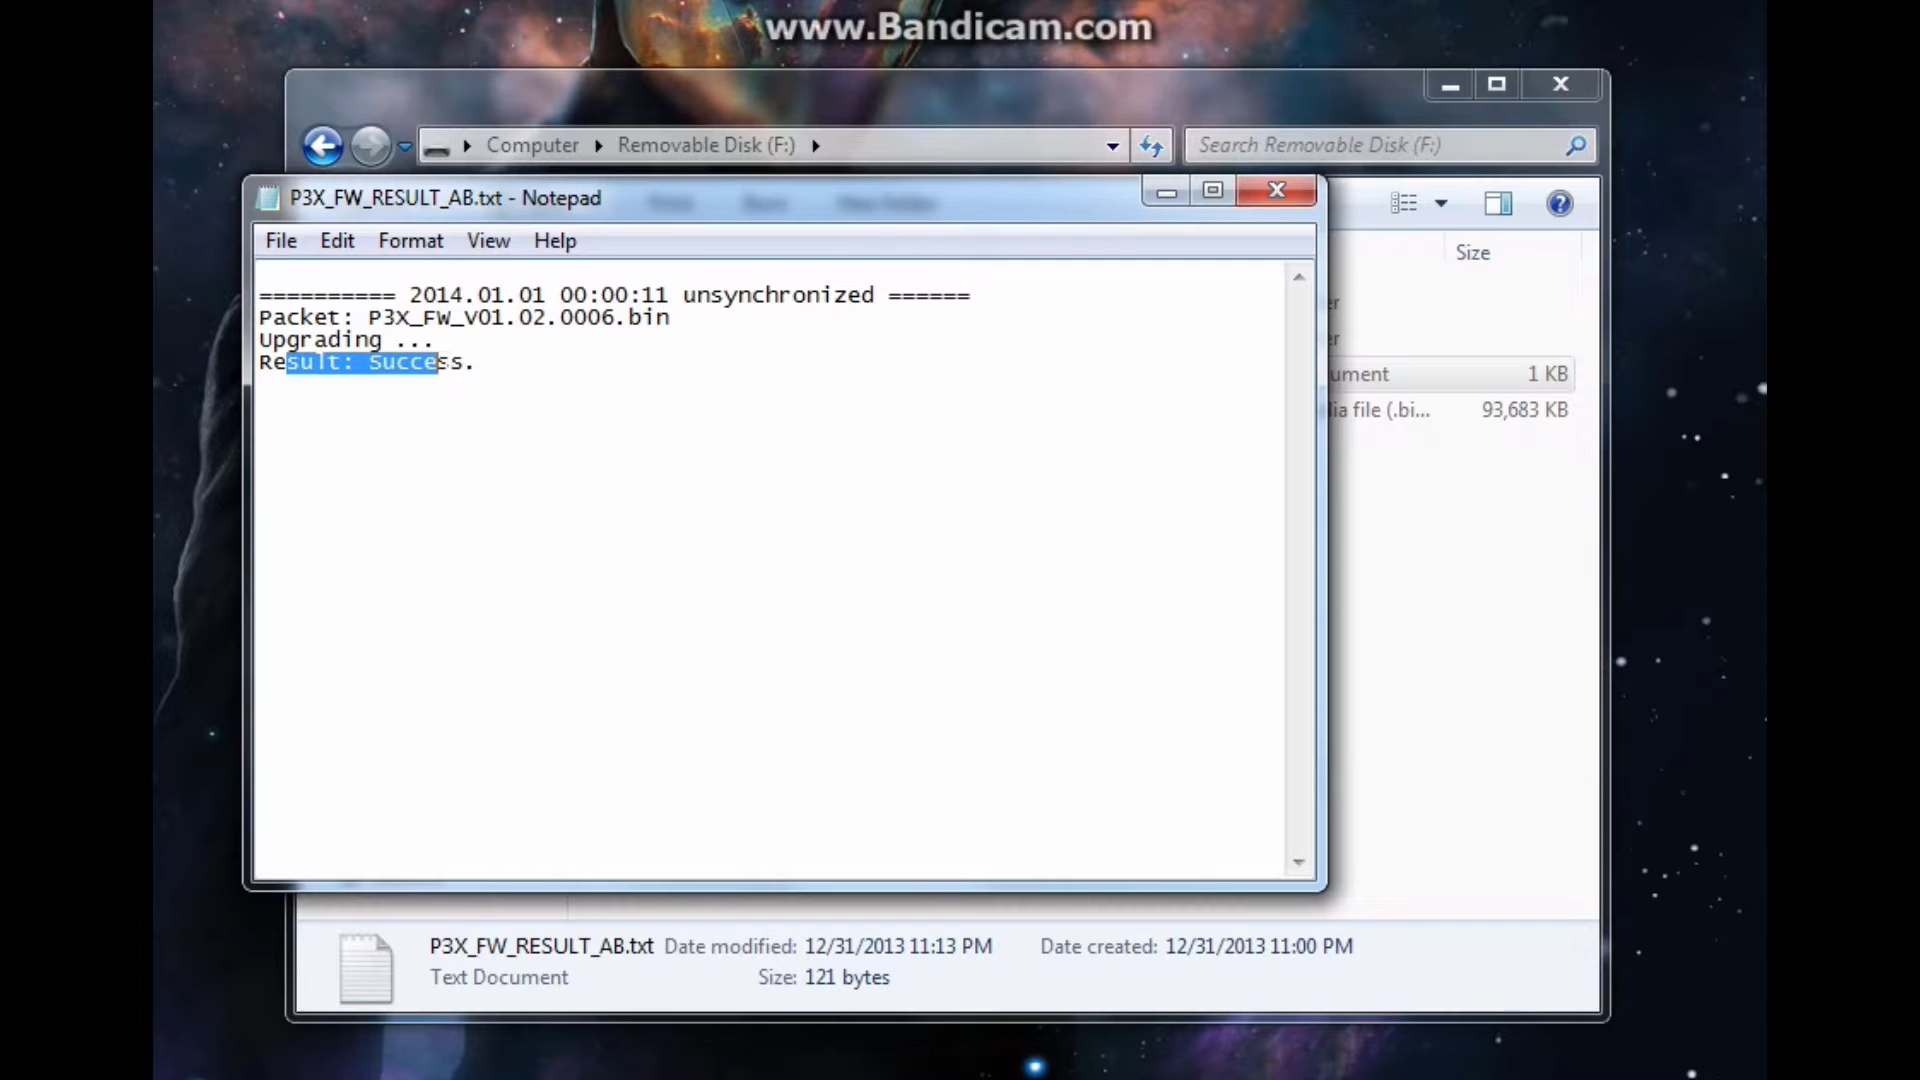 www.Bandicam.com
Computer
Removable Disk (F:)
Search Removable Disk (F:)
P3X_FW_RESULT_AB.txt - Notepad
File Edit Format View Help
Size
========== 2014.01.01 00:00:11 unsynchronized ======
Packet: P3X_FW_V01.02.0006.bin
Upgrading ...
Result: Success.
er
er
ument 1 KB
ia file (.bi... 93,683 KB
P3X_FW_RESULT_AB.txt Date modified: 12/31/2013 11:13 PM Date created: 12/31/2013 11:00 PM
Text Document Size: 121 bytes